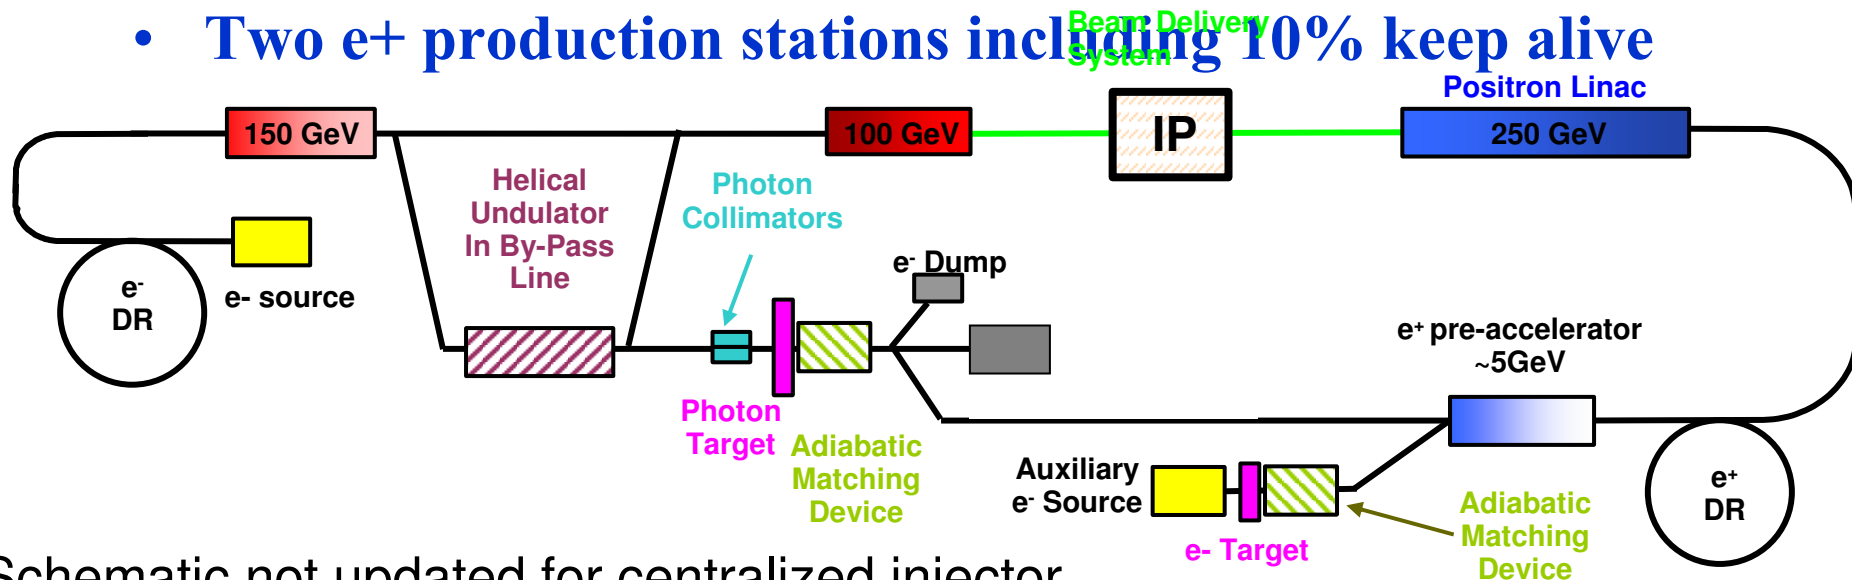 • Two e+ production stations including 10% keep alive
Beam Delivery
System
Positron Linac
150 GeV
100 GeV
IP
250 GeV
Helical
Undulator
In By-Pass
Line
Photon
Collimators
e- Dump
e-
DR
e- source
e+ pre-accelerator
~5GeV
Photon
Target
Adiabatic
Matching
Device
Auxiliary
e- Source
e- Target
Adiabatic
Matching
Device
e+
DR
Schematic not updated for centralized injector